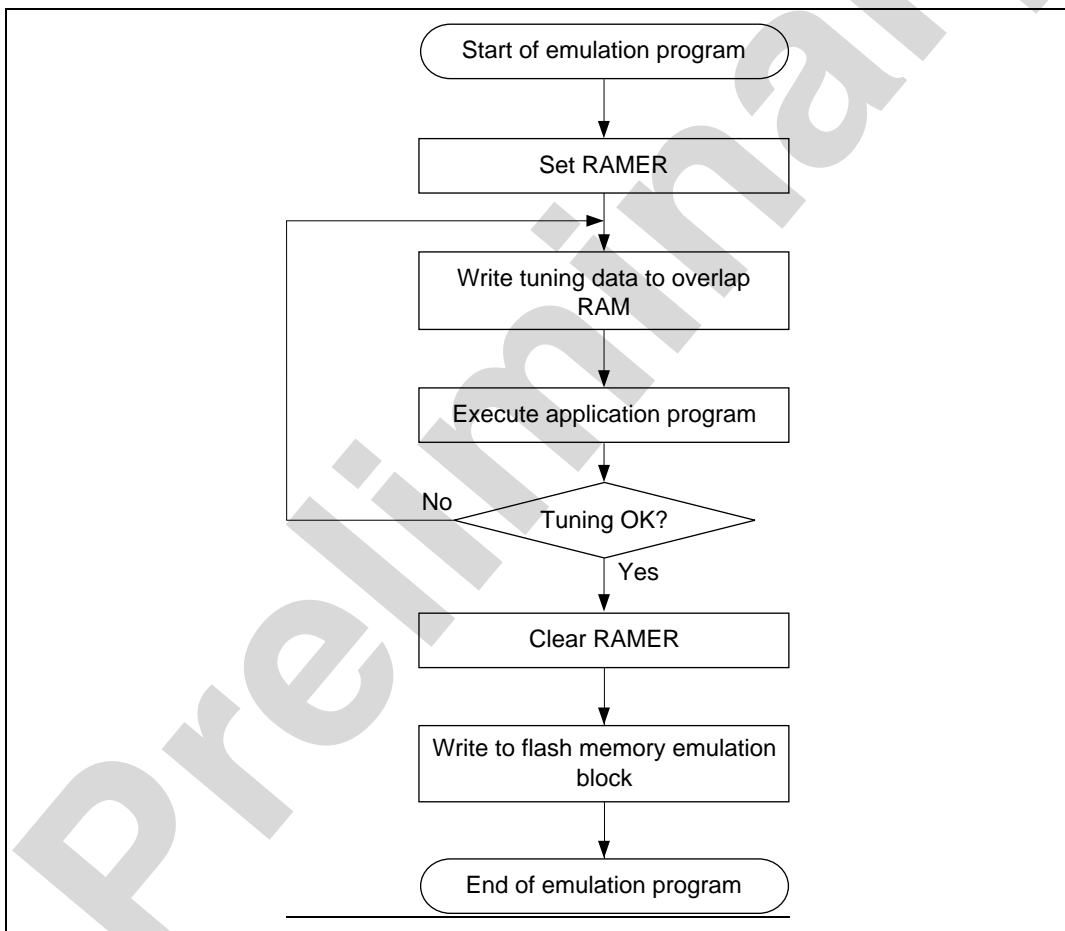 Start of emulation program
Set RAMER
Write tuning data to overlap
RAM
Execute application program
No
Tuning OK?
Yes
Clear RAMER
Write to flash memory emulation
block
End of emulation program
Preliminar